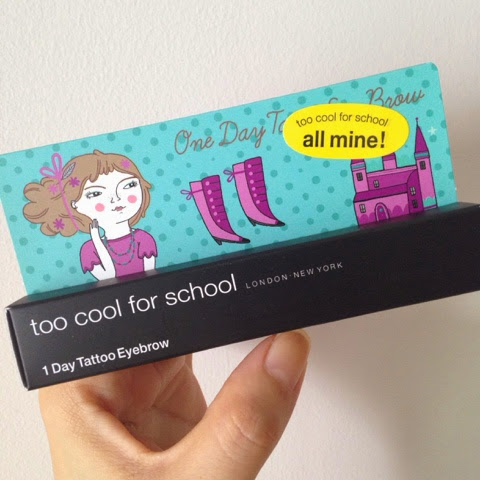 One Day Brow
too cool for school
all mine!
too cool for school LONDON·NEW YORK
1 Day Tattoo Eyebrow